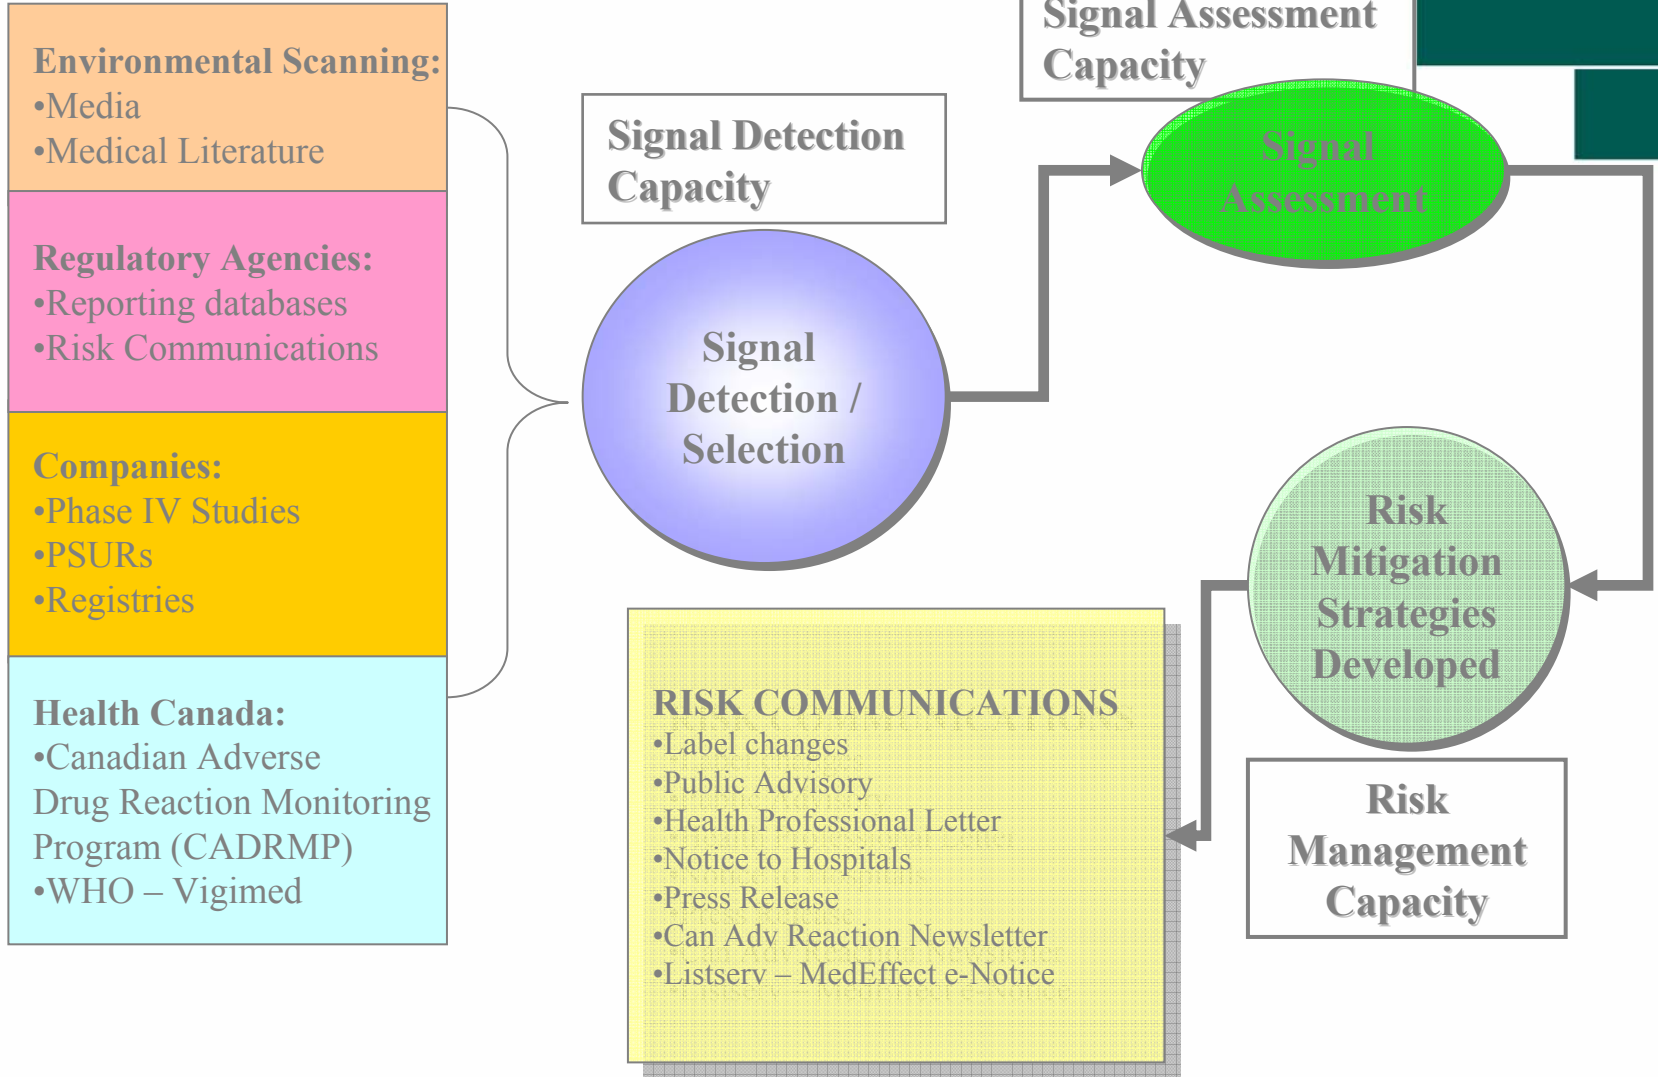 Environmental Scanning:
•Media
•Medical Literature
Regulatory Agencies:
•Reporting databases
•Risk Communications
Companies:
•Phase IV Studies
•PSURs
•Registries
Health Canada:
•Canadian Adverse
Drug Reaction Monitoring
Program (CADRMP)
•WHO – Vigimed
Signal Detection
Capacity
Signal
Detection /
Selection
Signal Assessment
Capacity
Signal
Assessment
Risk
Mitigation
Strategies
Developed
Risk
Management
Capacity
RISK COMMUNICATIONS
•Label changes
•Public Advisory
•Health Professional Letter
•Notice to Hospitals
•Press Release
•Can Adv Reaction Newsletter
•Listserv – MedEffect e-Notice